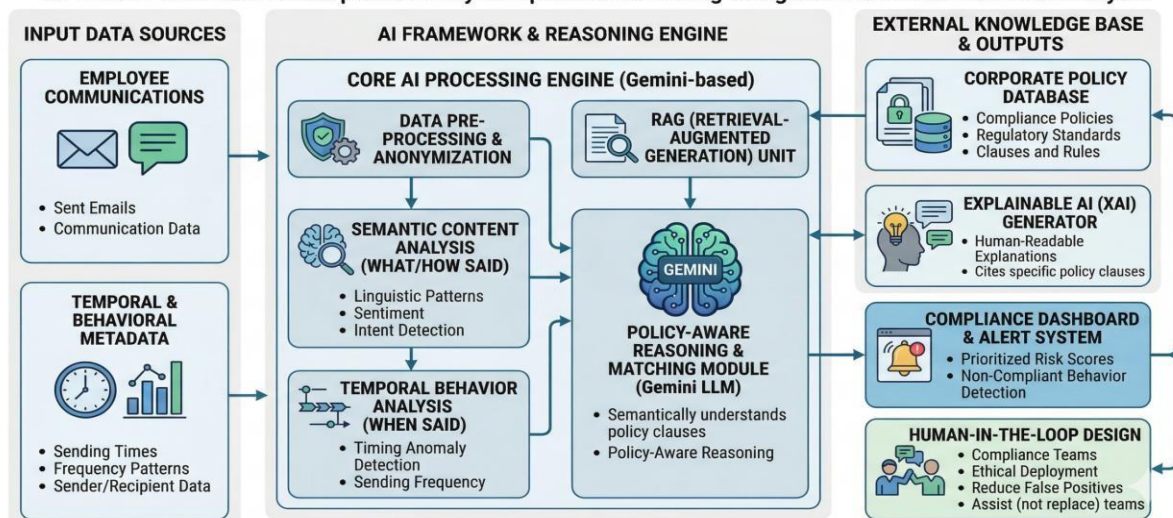 INPUT DATA SOURCES
EMPLOYEE
COMMUNICATIONS
• Sent Emails
• Communication Data
TEMPORAL &
BEHAVIORAL
METADATA
• Sending Times
• Frequency Patterns
• Sender/Recipient Data
AI FRAMEWORK & REASONING ENGINE
CORE AI PROCESSING ENGINE (Gemini-based)
DATA PRE-
PROCESSING &
ANONYMIZATION
SEMANTIC CONTENT
ANALYSIS
(WHAT/HOW SAID)
• Linguistic Patterns
• Sentiment
• Intent Detection
TEMPORAL BEHAVIOR
ANALYSIS
(WHEN SAID)
• Timing Anomaly
Detection
• Sending Frequency
RAG (RETRIEVAL-
AUGMENTED
GENERATION) UNIT
GEMINI
POLICY-AWARE
REASONING &
MATCHING MODULE
(Gemini LLM)
• Semantically understands
policy clauses
• Policy-Aware Reasoning
EXTERNAL KNOWLEDGE BASE
& OUTPUTS
CORPORATE POLICY
DATABASE
• Compliance Policies
• Regulatory Standards
• Clauses and Rules
EXPLAINABLE AI (XAI)
GENERATOR
• Human-Readable
Explanations
• Cites specific policy clauses
COMPLIANCE DASHBOARD
& ALERT SYSTEM
• Prioritized Risk Scores
• Non-Compliant Behavior
Detection
HUMAN-IN-THE-LOOP DESIGN
• Compliance Teams
• Ethical Deployment
• Reduce False Positives
• Assist (not replace) teams